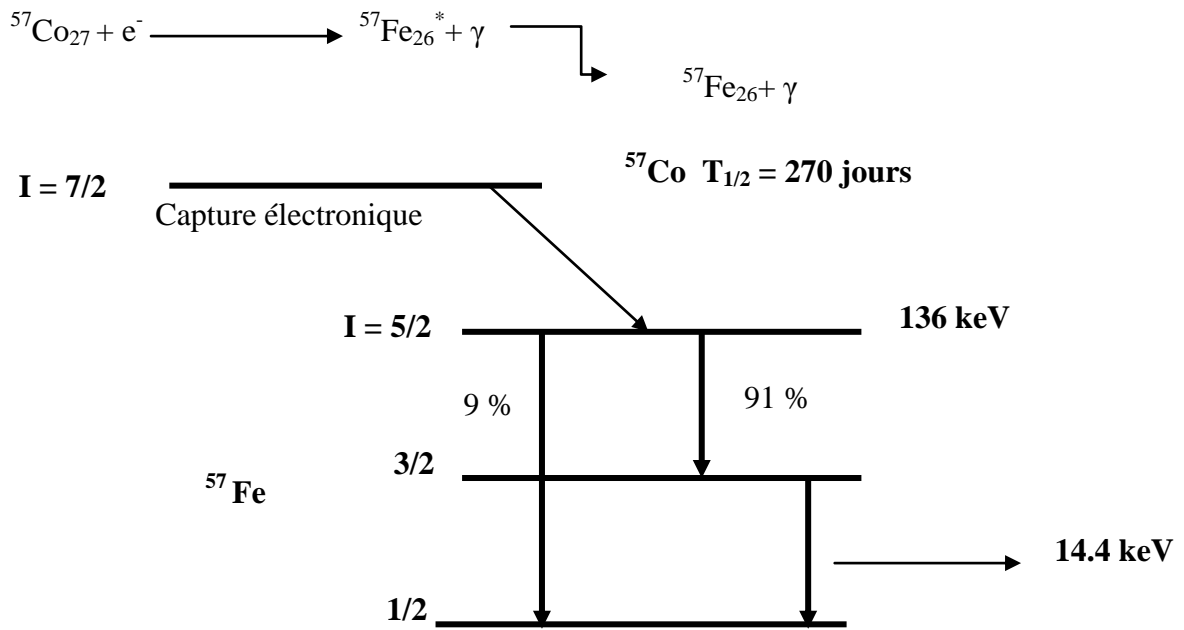 ⁵⁷Co₂₇ + e⁻ ⁵⁷Fe₂₆* + γ
⁵⁷Fe₂₆+ γ
⁵⁷Co T₁/₂ = 270 jours
I = 7/2
Capture électronique
I = 5/2 136 keV
9 % 91 %
3/2
⁵⁷Fe
14.4 keV
1/2